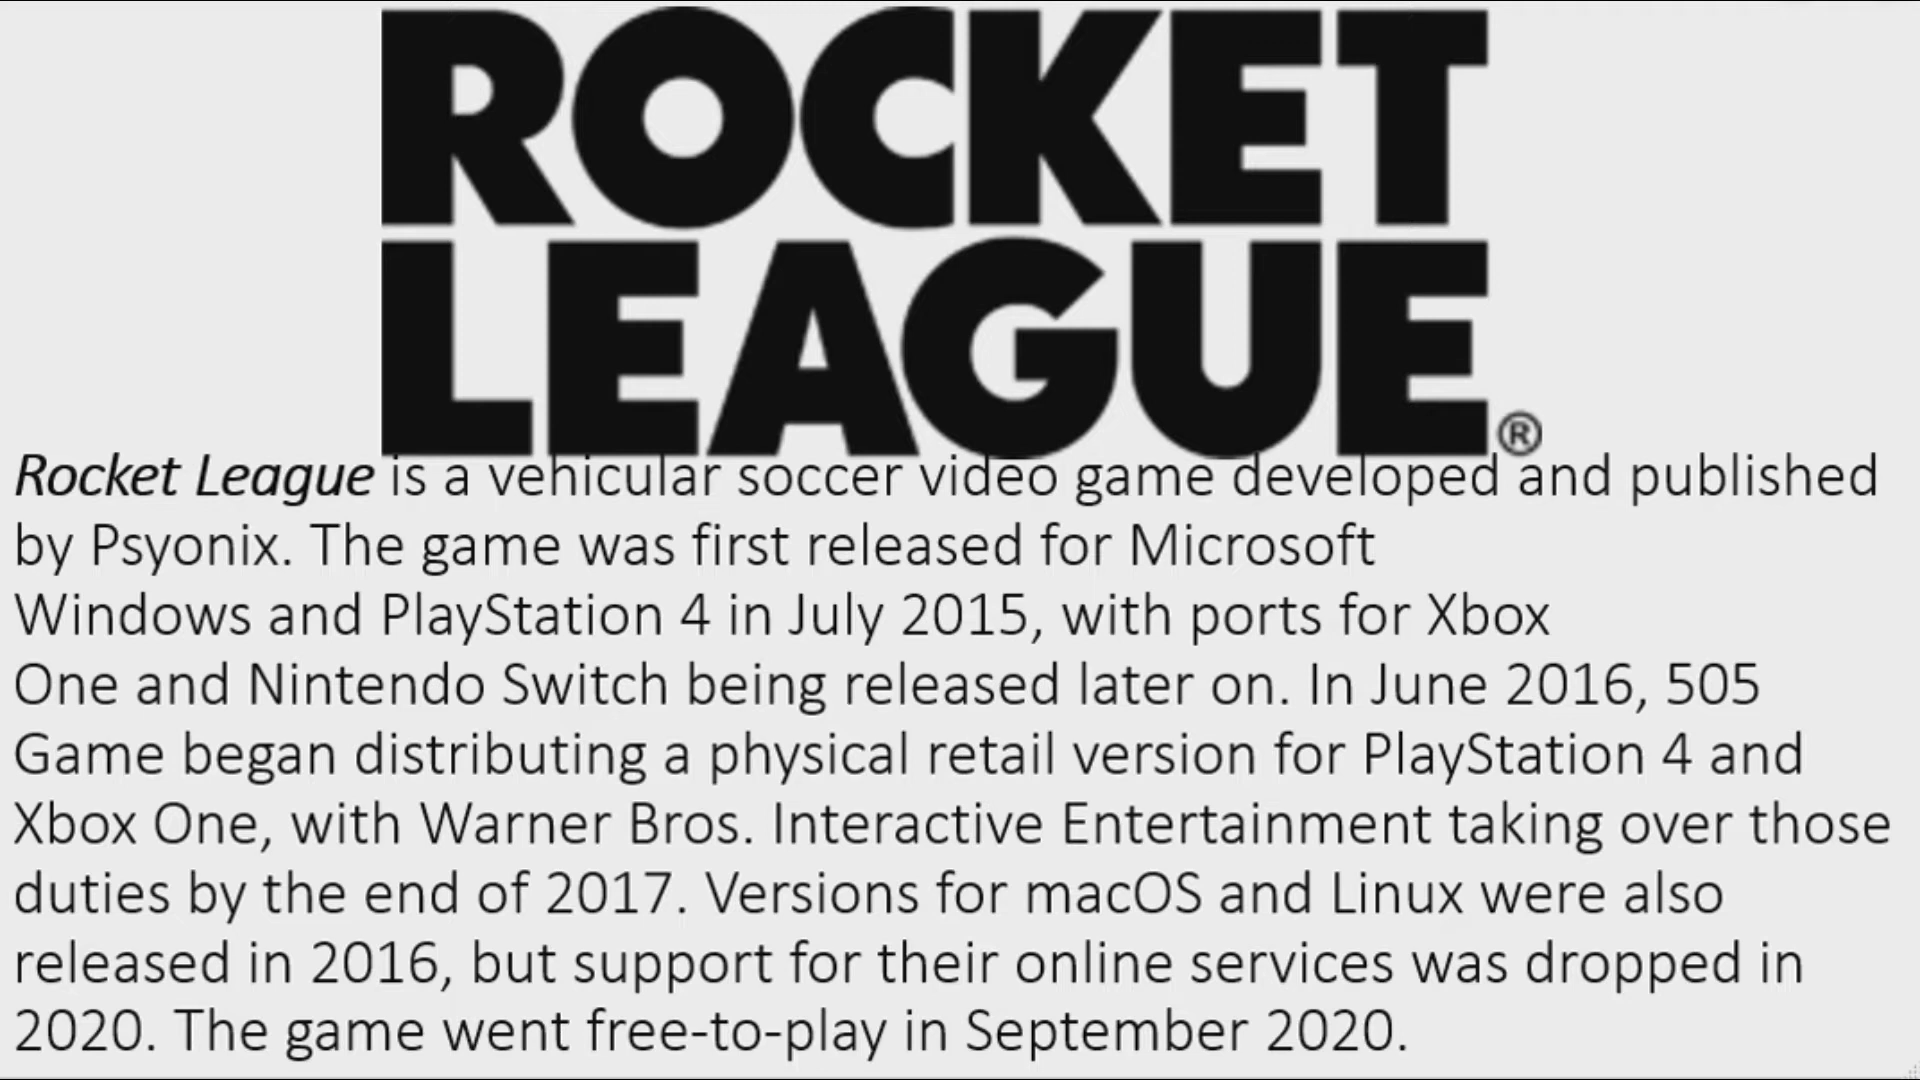 ROCKET
LEAGUE®
Rocket League is a vehicular soccer video game developed and published
by Psyonix. The game was first released for Microsoft
Windows and PlayStation 4 in July 2015, with ports for Xbox
One and Nintendo Switch being released later on. In June 2016, 505
Game began distributing a physical retail version for PlayStation 4 and
Xbox One, with Warner Bros. Interactive Entertainment taking over those
duties by the end of 2017. Versions for macOS and Linux were also
released in 2016, but support for their online services was dropped in
2020. The game went free-to-play in September 2020.